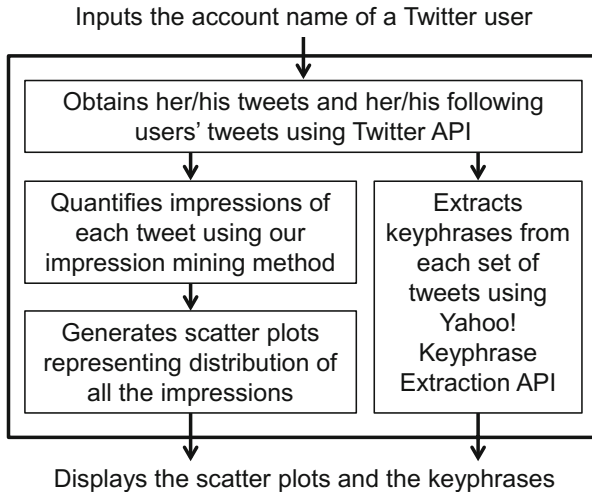 Inputs the account name of a Twitter user
Obtains her/his tweets and her/his following
users' tweets using Twitter API
Quantifies impressions of
each tweet using our
impression mining method
Generates scatter plots
representing distribution of
all the impressions
Extracts
keyphrases from
each set of
tweets using
Yahoo!
Keyphrase
Extraction API
Displays the scatter plots and the keyphrases